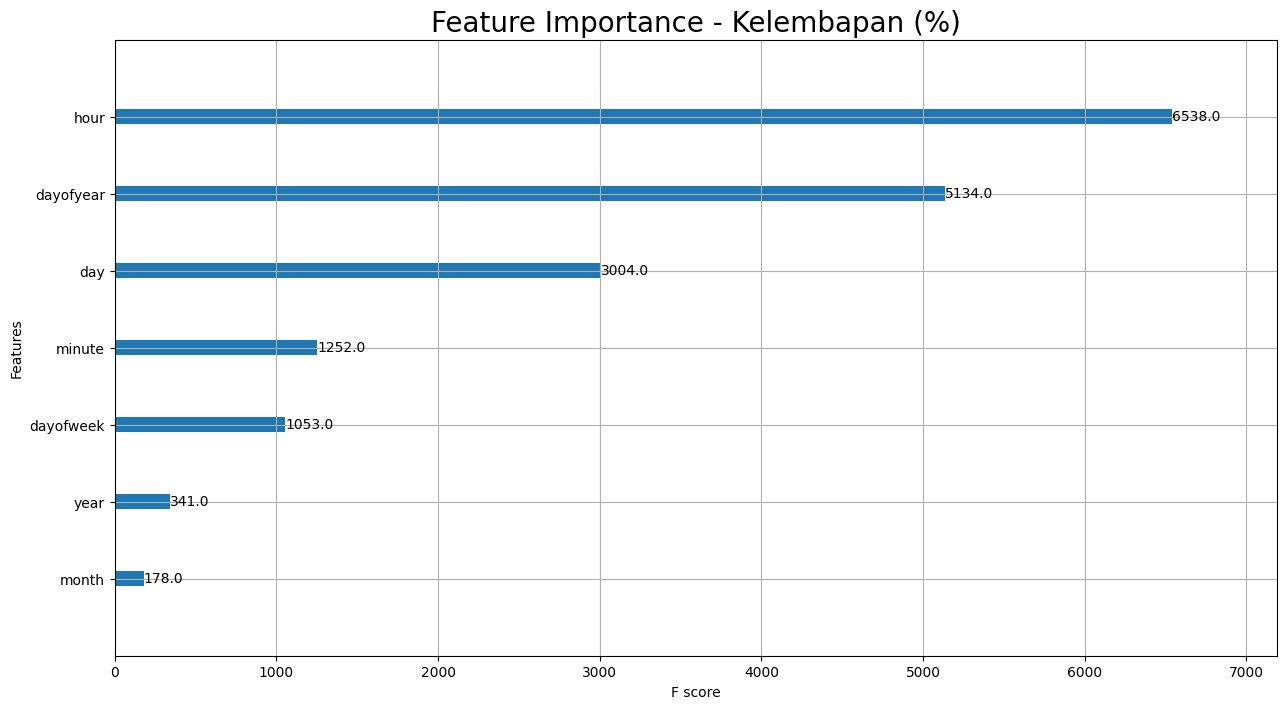 Feature Importance - Kelembapan (%)
Features
hour 6538.0
dayofyear 5134.0
day 3004.0
minute 1252.0
dayofweek 1053.0
year 341.0
month 178.0
0 1000 2000 3000 4000 5000 6000 7000
F score